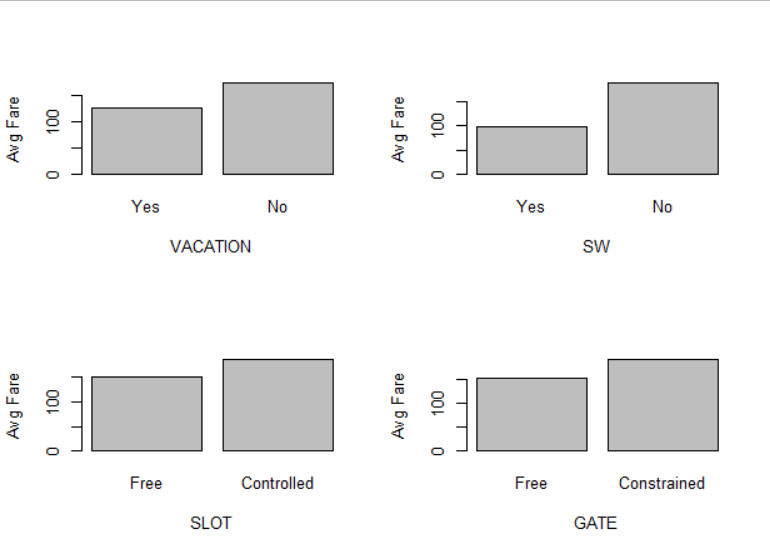 Avg Fare
0
100
Yes
No
VACATION
Avg Fare
0
100
Yes
No
SW
Avg Fare
0
100
Free
Controlled
SLOT
Avg Fare
0
100
Free
Constrained
GATE